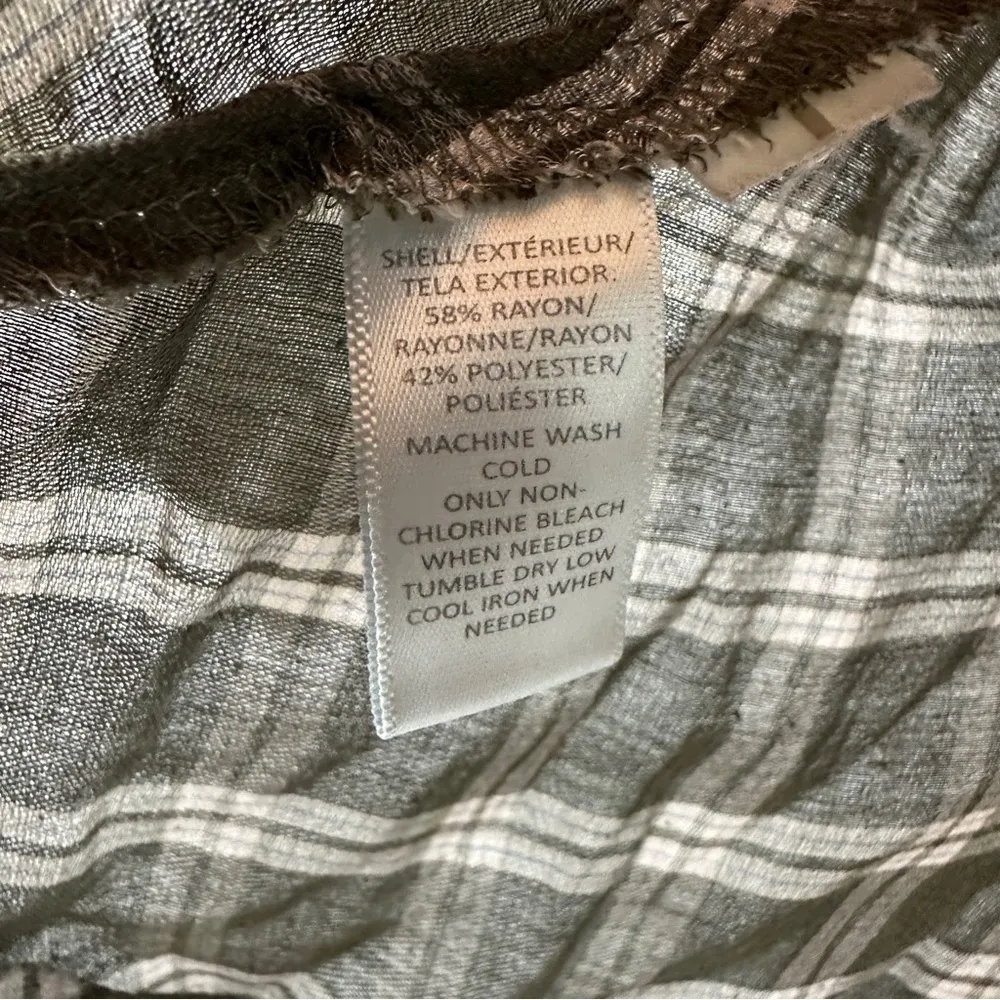 SHELL/EXTÉRIEUR/
TELA EXTERIOR:
58% RAYON/
RAYONNE/RAYON
42% POLYESTER/
POLIÉSTER
MACHINE WASH
COLD
ONLY NON-
CHLORINE BLEACH
WHEN NEEDED
TUMBLE DRY LOW
COOL IRON WHEN
NEEDED